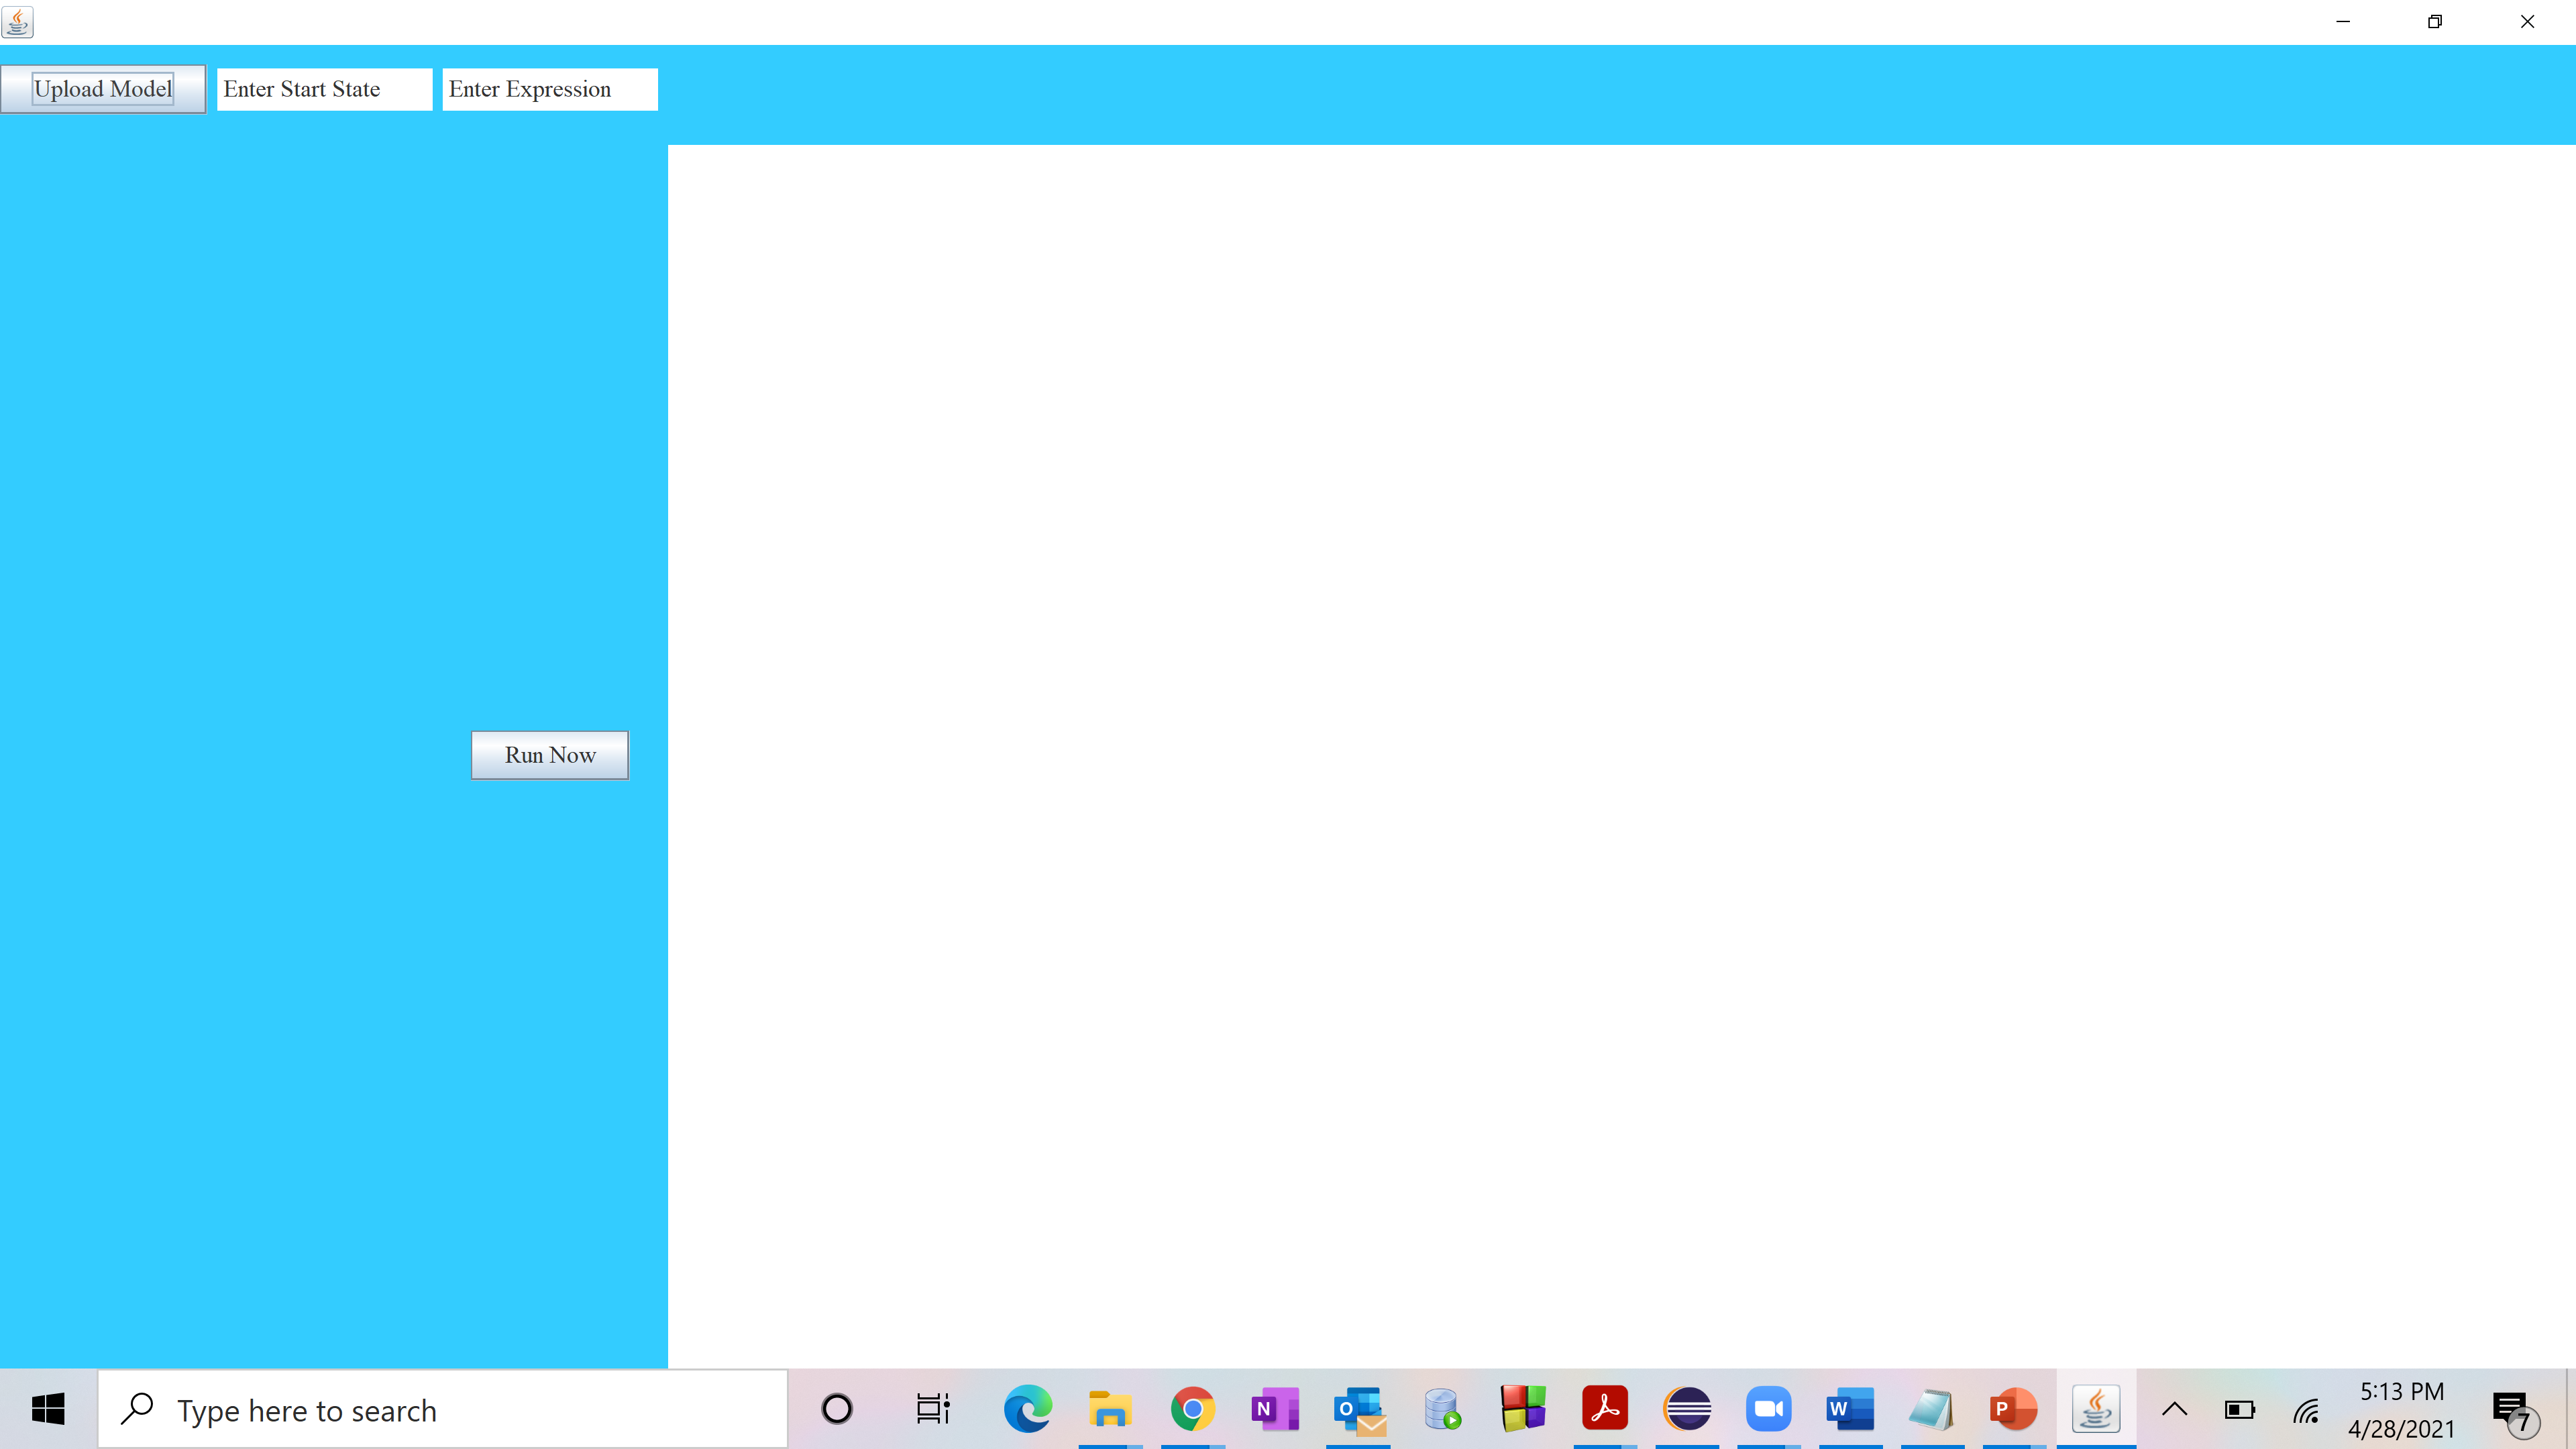 Upload Model
Enter Start State
Enter Expression
Run Now
Type here to search
N
O
W
P
5:13 PM
4/28/2021
7